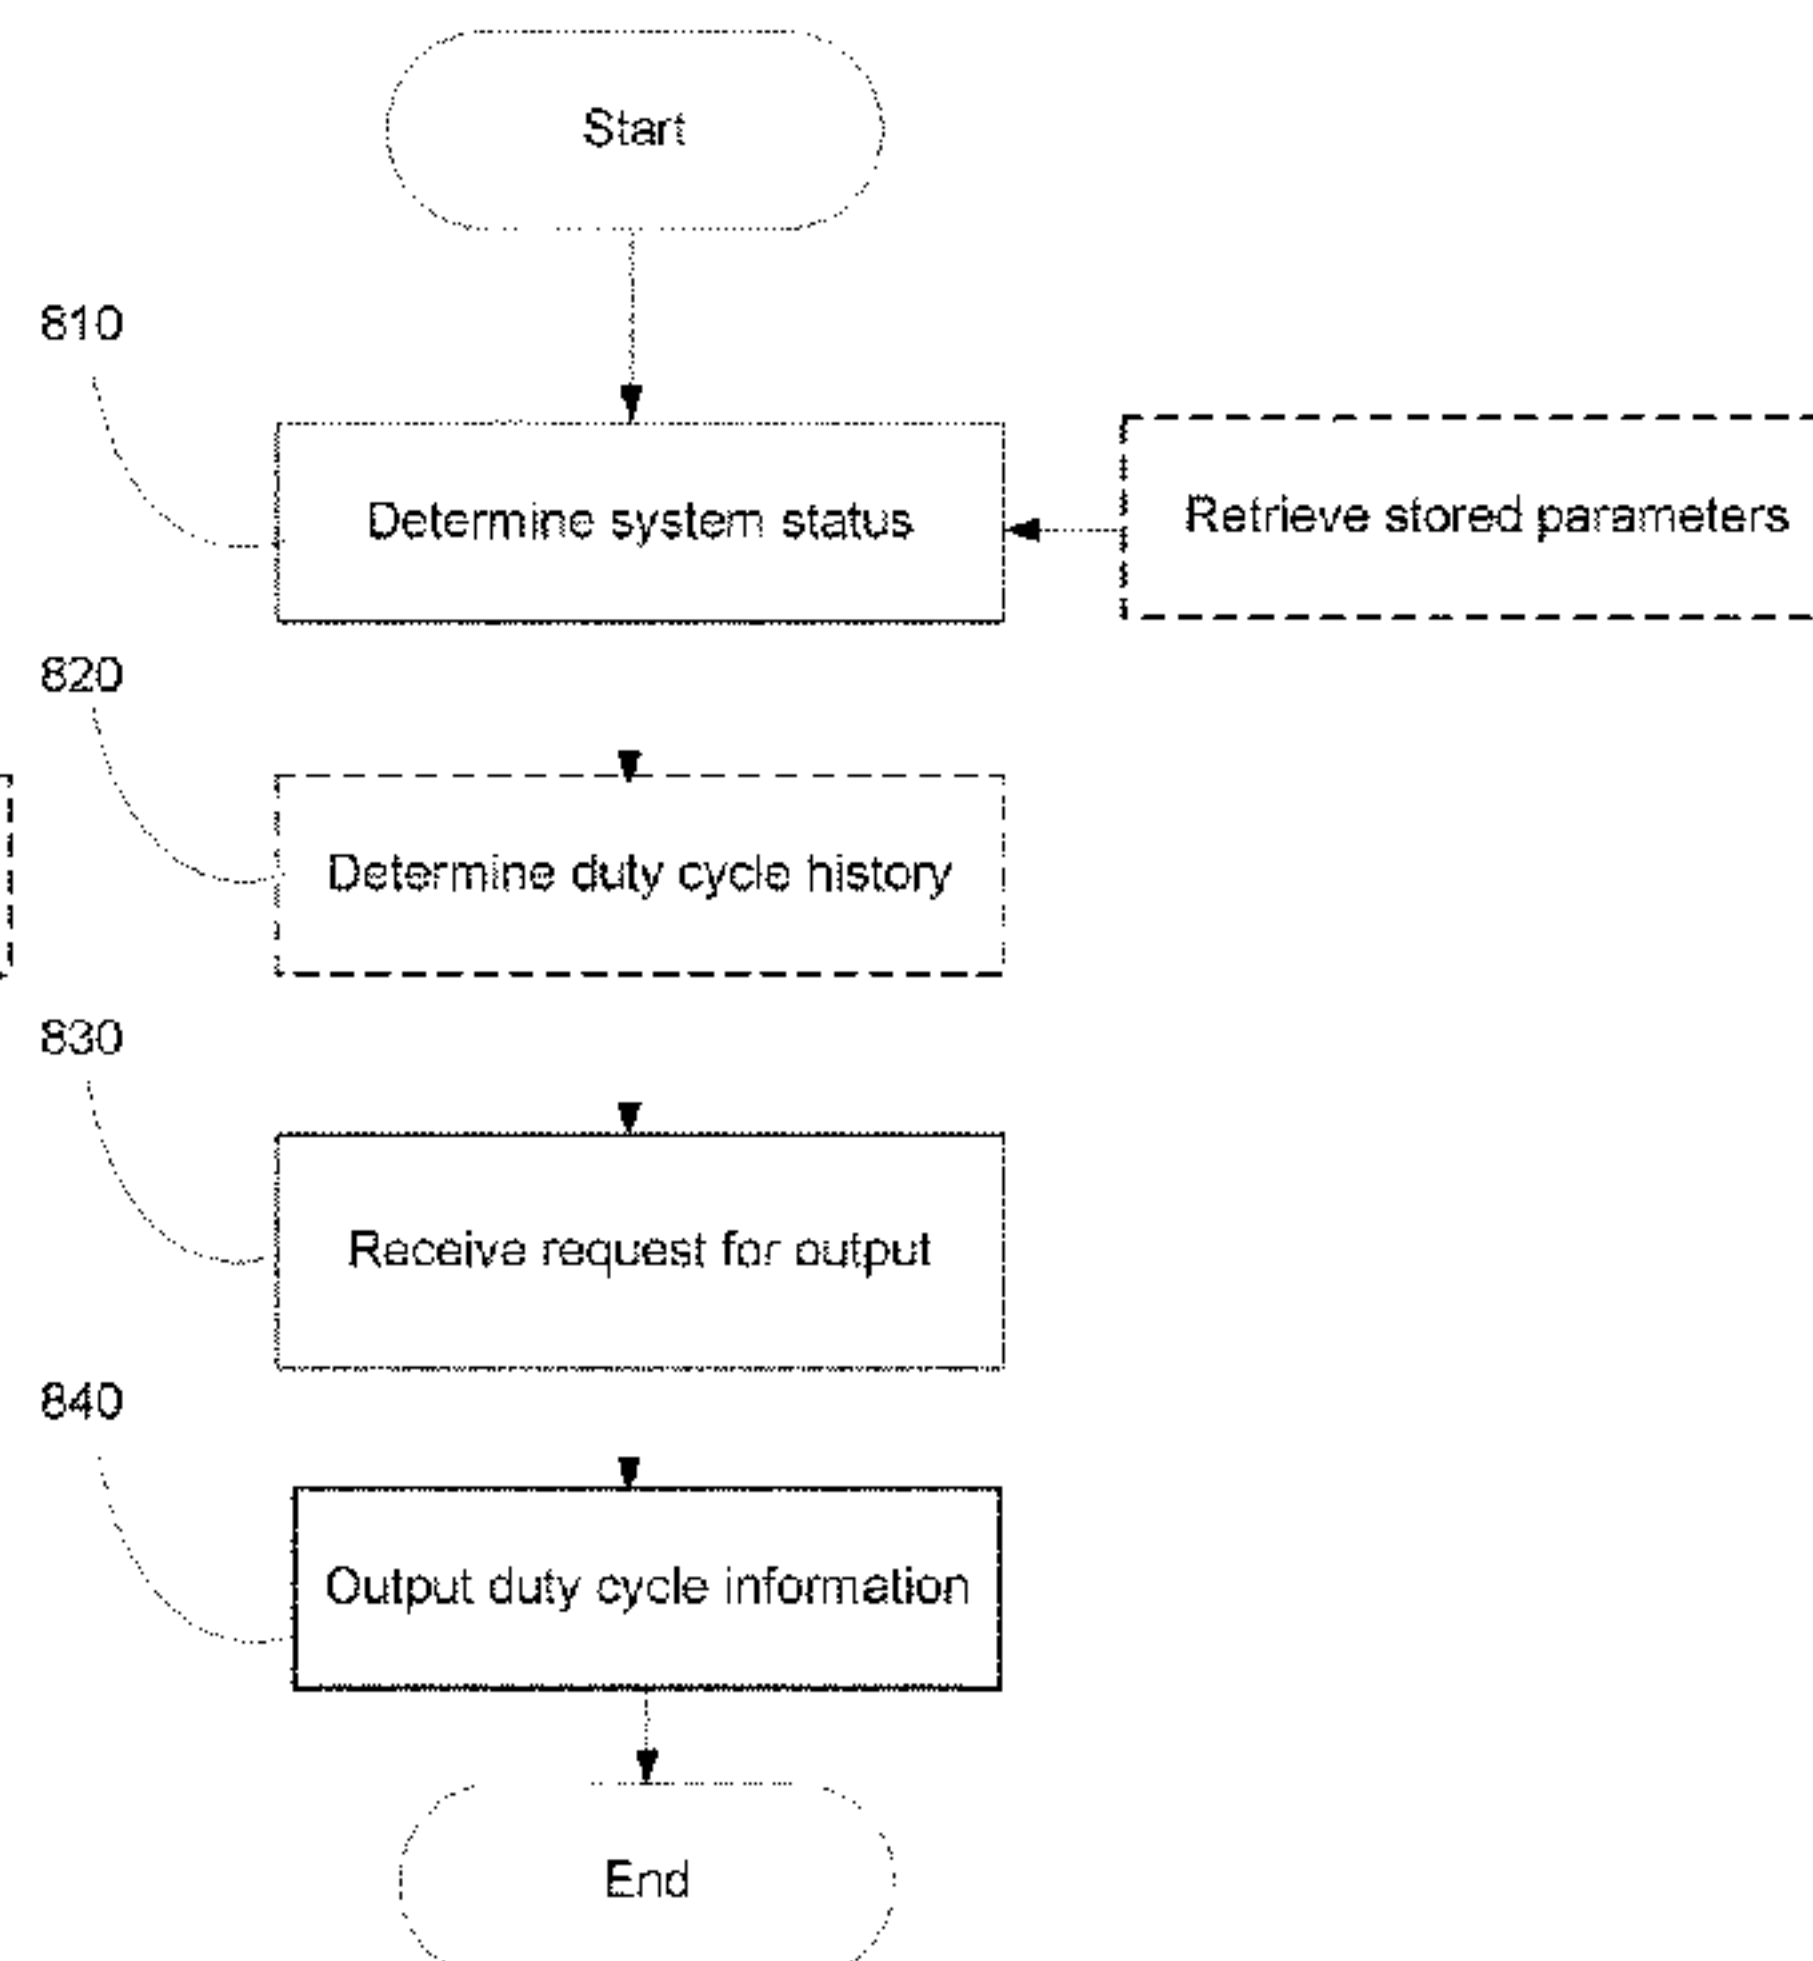 Start
810
Determine system status
Retrieve stored parameters
820
Determine duty cycle history
830
Receive request for output
840
Output duty cycle information
End